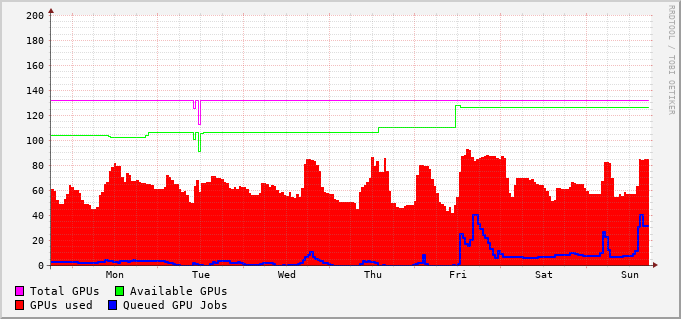 200
180
160
140
120
100
80
60
40
20
0
Mon Tue Wed Thu Fri Sat Sun
Total GPUs Available GPUs
GPUs used Queued GPU Jobs
RRDTOOL / TOBI OETIKER